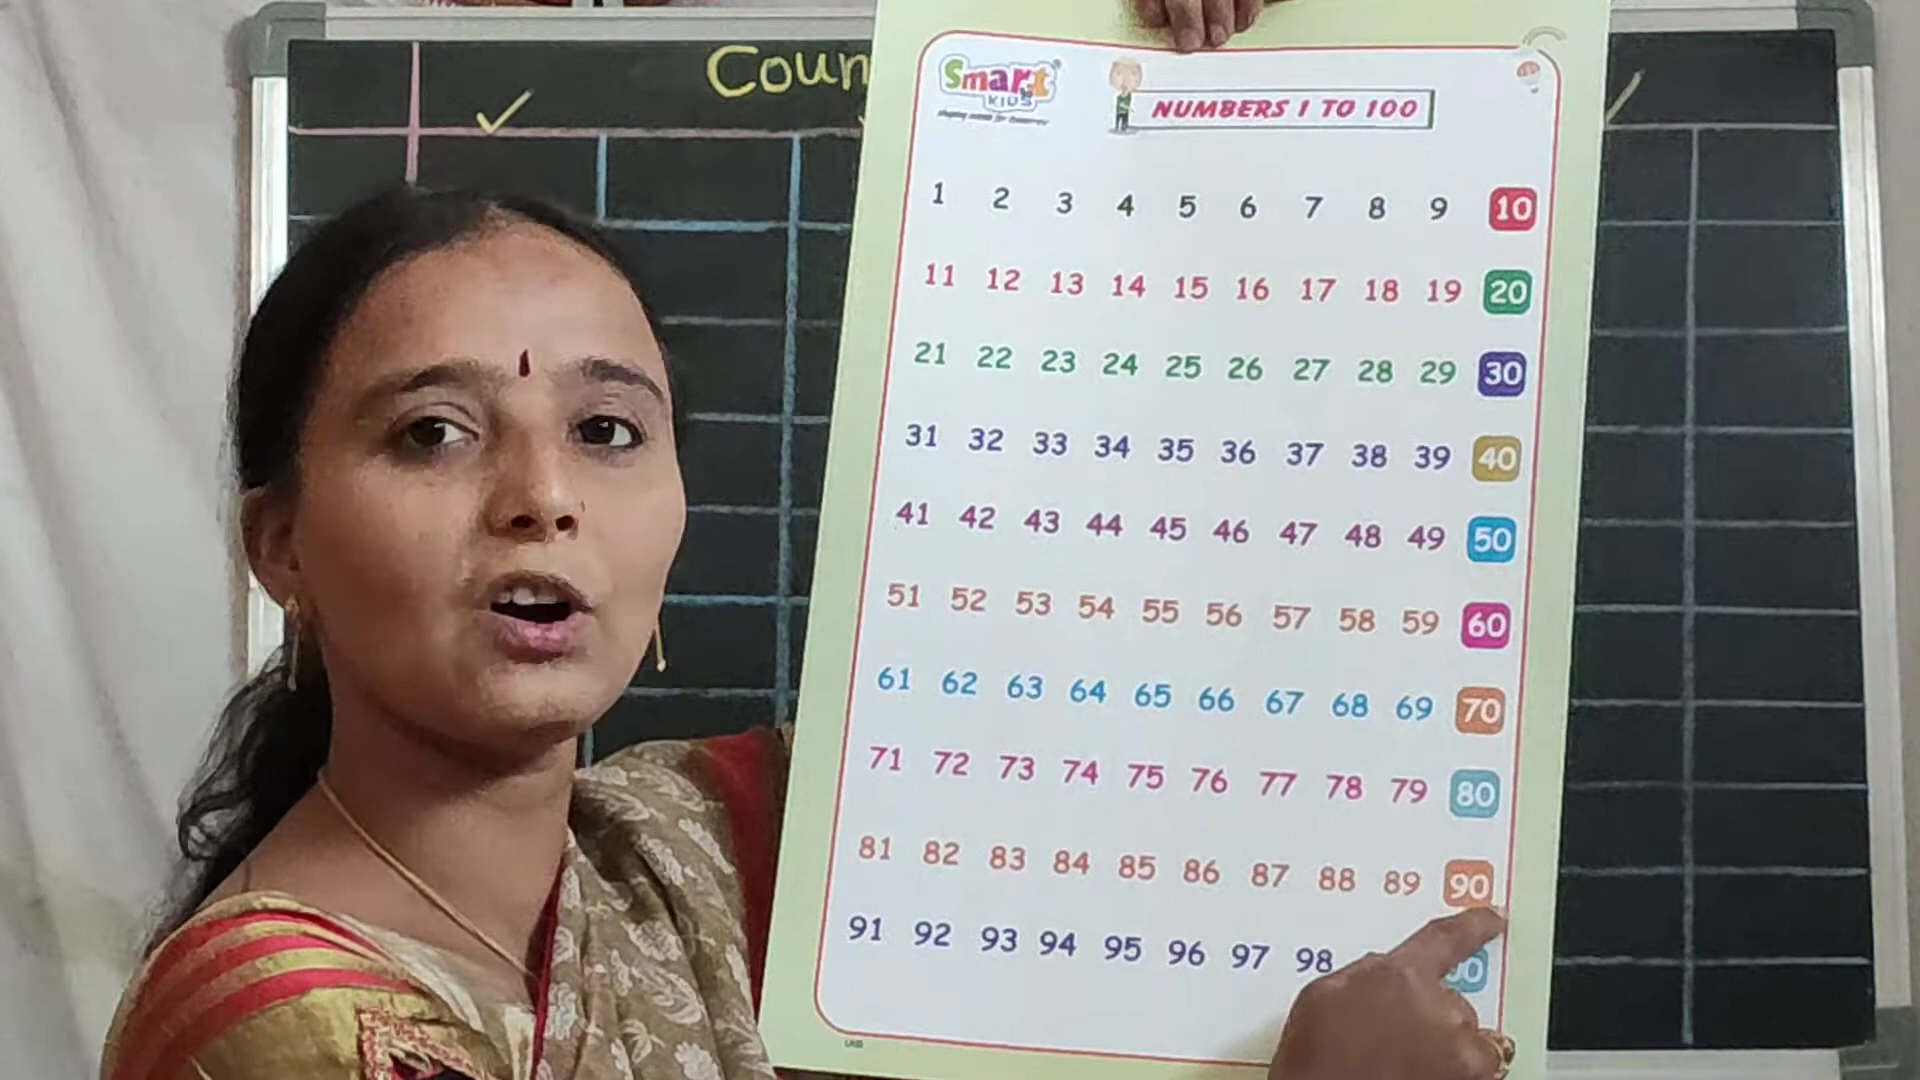 Coun
Smart
KIDS
NUMBERS 1 TO 100
1 2 3 4 5 6 7 8 9 10
11 12 13 14 15 16 17 18 19 20
21 22 23 24 25 26 27 28 29 30
31 32 33 34 35 36 37 38 39 40
41 42 43 44 45 46 47 48 49 50
51 52 53 54 55 56 57 58 59 60
61 62 63 64 65 66 67 68 69 70
71 72 73 74 75 76 77 78 79 80
81 82 83 84 85 86 87 88 89 90
91 92 93 94 95 96 97 98 00